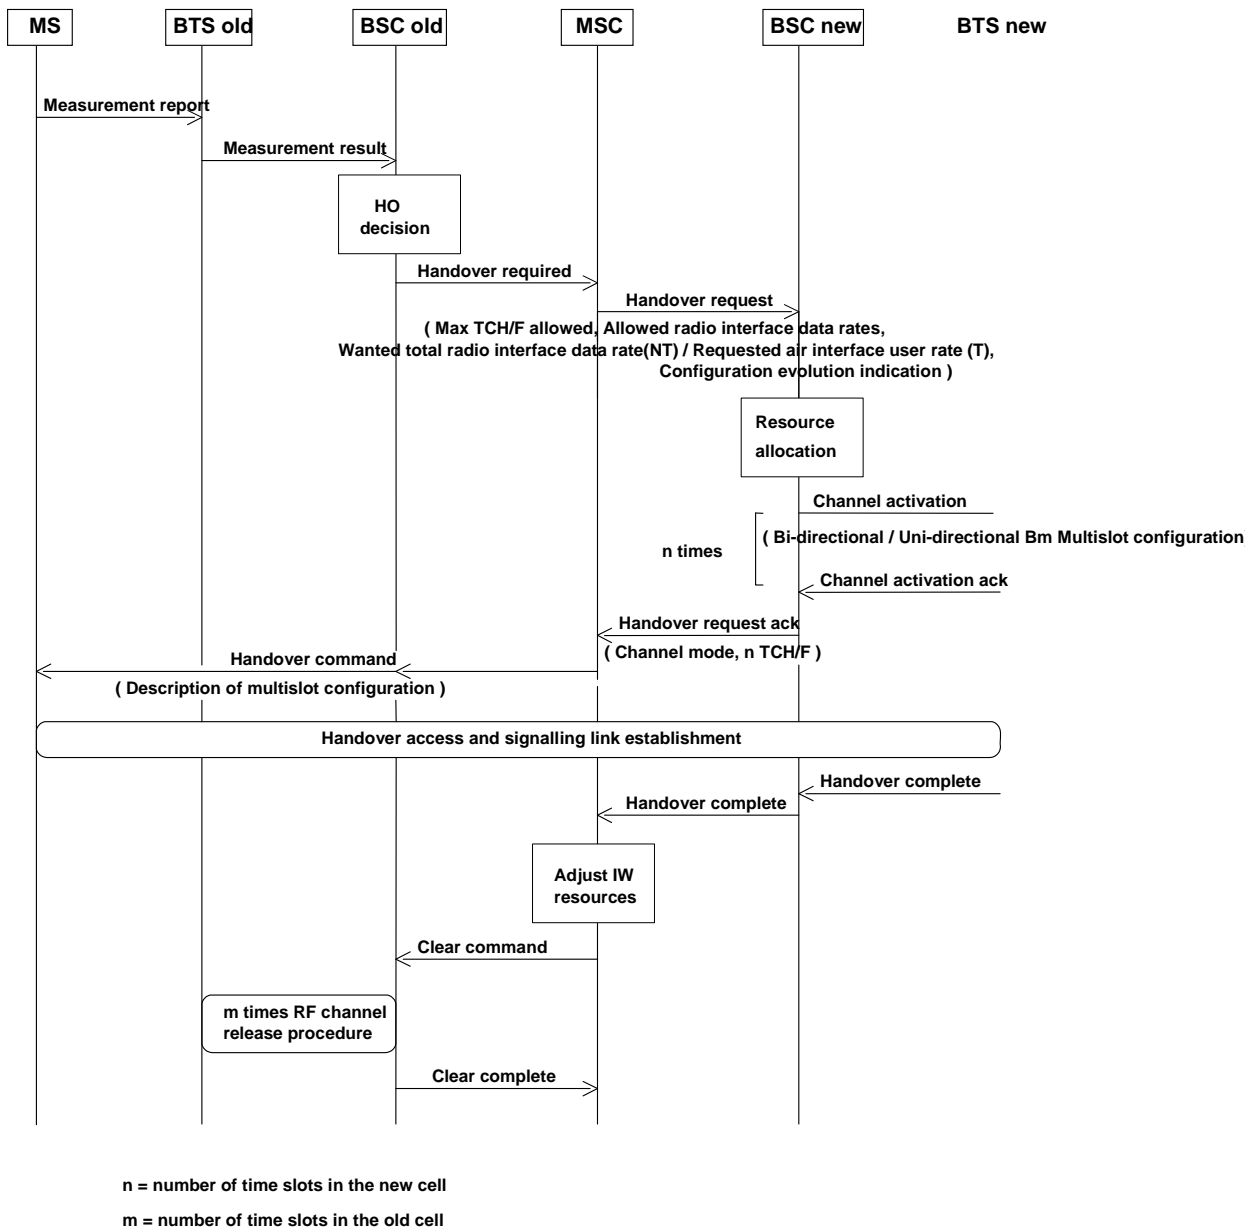 MS BTS old BSC old MSC BSC new BTS new
Measurement report
Measurement result
HO
decision
Handover required
Handover request
( Max TCH/F allowed, Allowed radio interface data rates,
Wanted total radio interface data rate(NT) / Requested air interface user rate (T),
Configuration evolution indication )
Resource
allocation
Channel activation
( Bi-directional / Uni-directional Bm Multislot configuration
n times
Channel activation ack
Handover request ack
( Channel mode, n TCH/F )
Handover command
( Description of multislot configuration )
Handover access and signalling link establishment
Handover complete
Handover complete
Adjust IW
resources
Clear command
m times RF channel
release procedure
Clear complete
n = number of time slots in the new cell
m = number of time slots in the old cell